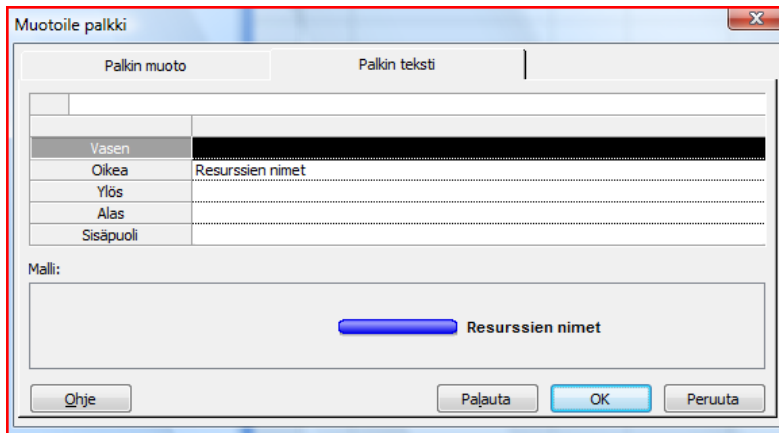 Muotoile palkki
Palkin muoto Palkin teksti
Vasen
Oikea Resurssien nimet
Ylös
Alas
Sisäpuoli
Malli:
Resurssien nimet
Ohje Palauta OK Peruuta